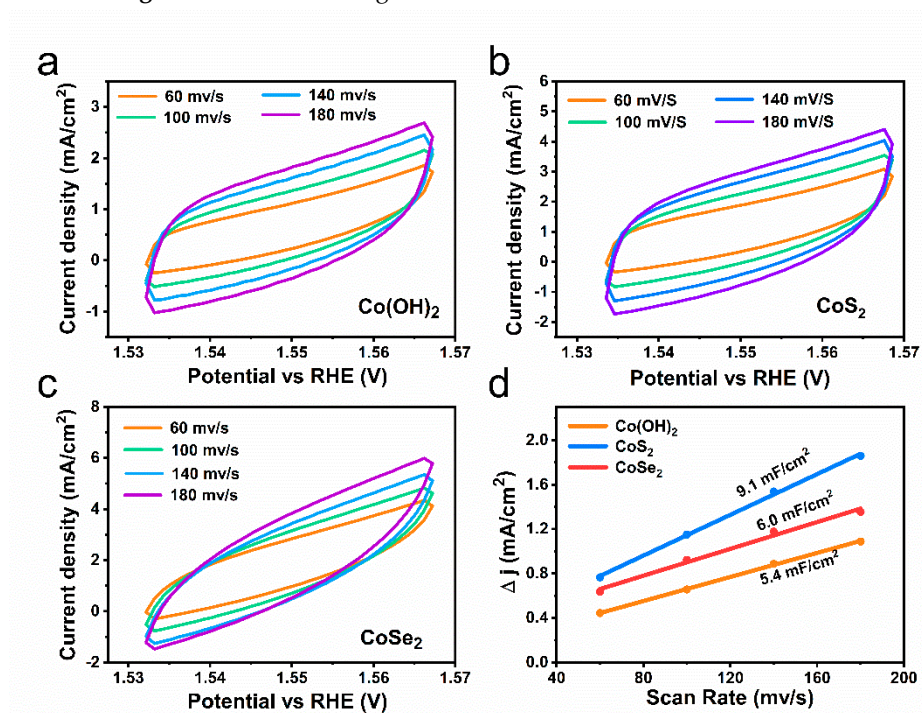 a
3
2
1
0
-1
Current density (mA/cm²)
60 mv/s
100 mv/s
140 mv/s
180 mv/s
Co(OH)₂
1.53 1.54 1.55 1.56 1.57
Potential vs RHE (V)
b
6
5
4
3
2
1
0
-1
-2
Current density (mA/cm²)
60 mV/S
100 mV/S
140 mV/S
180 mV/S
CoS₂
1.53 1.54 1.55 1.56 1.57
Potential vs RHE (V)
c
8
6
4
2
0
-2
Current density (mA/cm²)
60 mv/s
100 mv/s
140 mv/s
180 mv/s
CoSe₂
1.53 1.54 1.55 1.56 1.57
Potential vs RHE (V)
d
2.0
1.6
1.2
0.8
0.4
0.0
Δ j (mA/cm²)
Co(OH)₂
CoS₂
CoSe₂
9.1 mF/cm²
6.0 mF/cm²
5.4 mF/cm²
40 80 120 160 200
Scan Rate (mv/s)